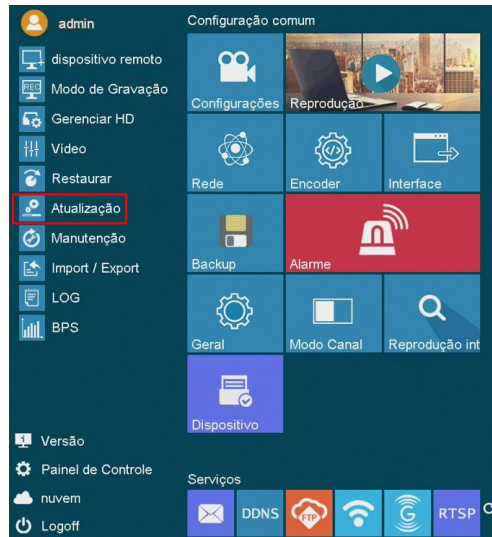 admin
dispositivo remoto
REC
Modo de Gravação
Gerenciar HD
Vídeo
Restaurar
Atualização
Manutenção
Import / Export
LOG
BPS
1
Versão
Painel de Controle
nuvem
Logoff
Configuração comum
Configurações
Reprodução
Rede
Encoder
Interface
Backup
Alarme
Geral
Modo Canal
Reprodução int
Dispositivo
Serviços
DDNS
FTP
G
RTSP